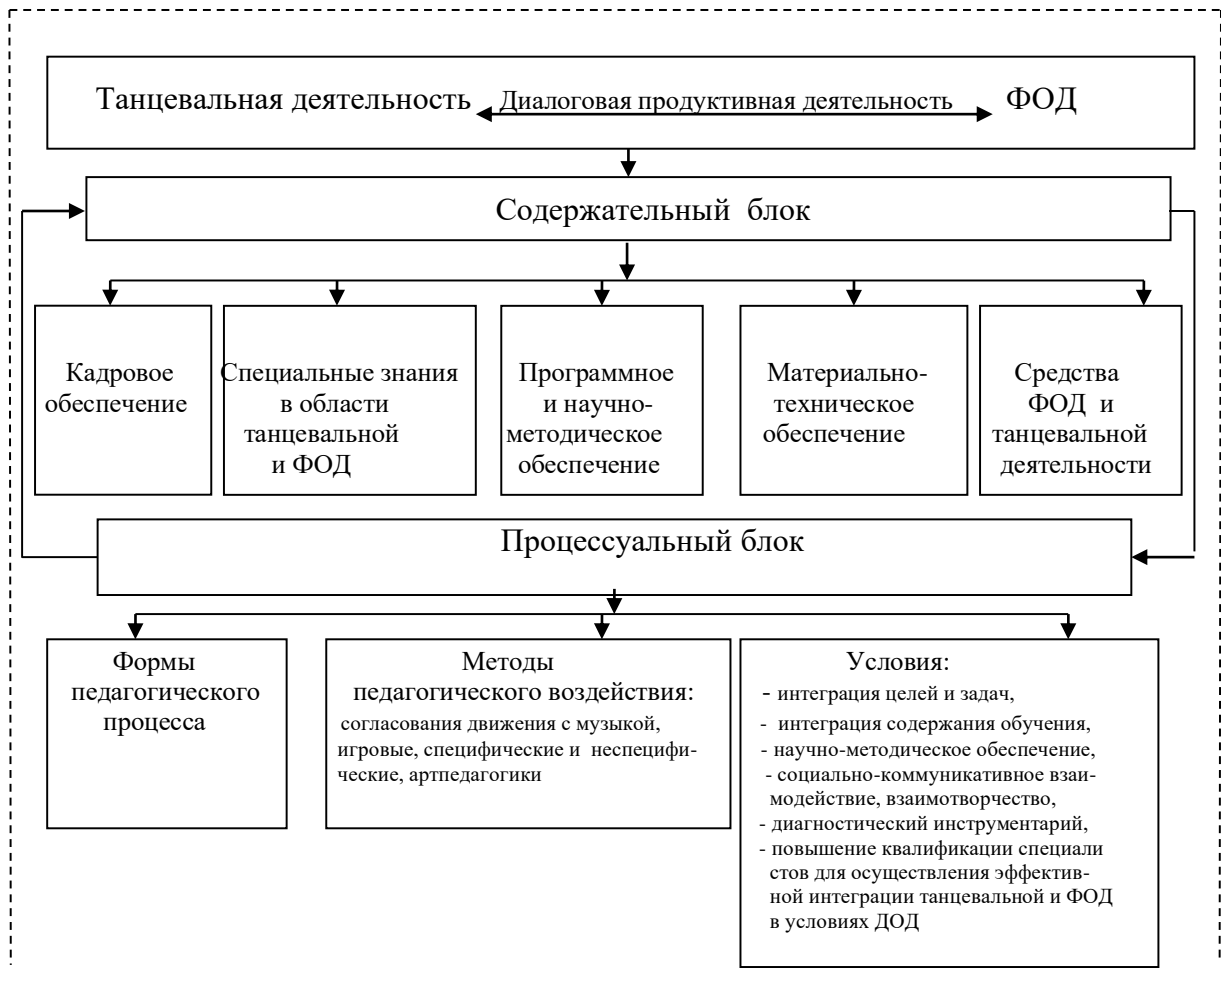 Танцевальная деятельность Диалоговая продуктивная деятельность ФОД
Содержательный блок
Кадровое
обеспечение
Специальные знания
в области
танцевальной
и ФОД
Программное
и научно-
методическое
обеспечение
Материально-
техническое
обеспечение
Средства
ФОД и
танцевальной
деятельности
Процессуальный блок
Формы
педагогического
процесса
Методы
педагогического воздействия:
согласования движения с музыкой,
игровые, специфические и неспецифи-
ческие, артпедагогики
Условия:
- интеграция целей и задач,
- интеграция содержания обучения,
- научно-методическое обеспечение,
- социально-коммуникативное взаи-
модействие, взаимотворчество,
- диагностический инструментарий,
- повышение квалификации специали
стов для осуществления эффектив-
ной интеграции танцевальной и ФОД
в условиях ДОД